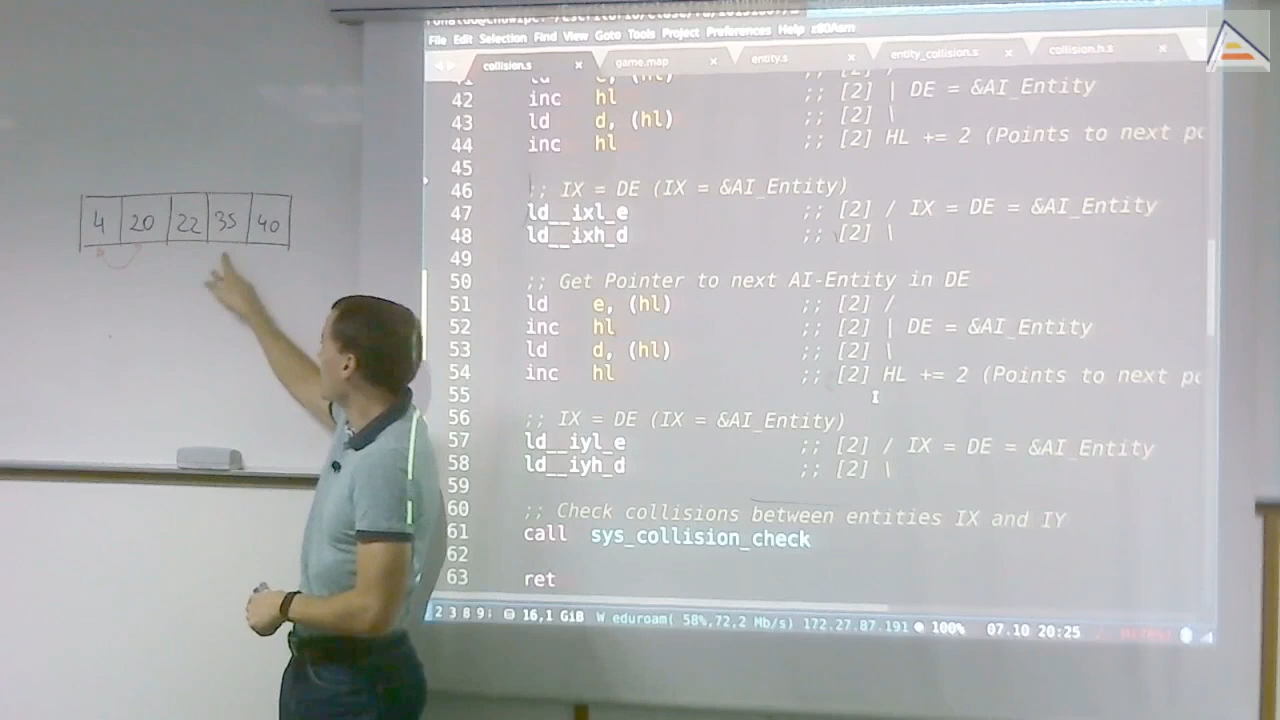 4 20 22 35 40
File Edit Selection Find View Goto Tools Project Preferences Help z80Asm
collision.s × game.map × entity.s × entity_collision.s × collision.h.s ×
42 inc hl ;; [2] | DE = &AI_Entity
43 ld d, (hl) ;; [2] \
44 inc hl ;; [2] HL += 2 (Points to next
45
46 ;; IX = DE (IX = &AI_Entity)
47 ld__ixl_e ;; [2] / IX = DE = &AI_Entity
48 ld__ixh_d ;; [2] \
49
50 ;; Get Pointer to next AI-Entity in DE
51 ld e, (hl) ;; [2] /
52 inc hl ;; [2] | DE = &AI_Entity
53 ld d, (hl) ;; [2] \
54 inc hl ;; [2] HL += 2 (Points to next
55
56 ;; IX = DE (IX = &AI_Entity)
57 ld__iyl_e ;; [2] / IX = DE = &AI_Entity
58 ld__iyh_d ;; [2] \
59
60 ;; Check collisions between entities IX and IY
61 call sys_collision_check
62
63 ret
2 3 8 9: 16,1 GiB W eduroam( 58%,72,2 Mb/s) 172.27.87.191 100% 07.10 20:25